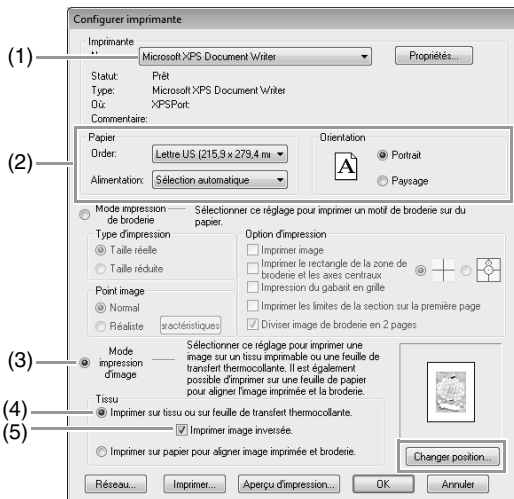 Configurer imprimante
Imprimante
(1)
Microsoft XPS Document Writer
Propriétés...
Statut: Prêt
Type: Microsoft XPS Document Writer
Où: XPSPort:
Commentaire:
(2)
Papier
Order: Lettre US (215,9 x 279,4 mi
Alimentation: Sélection automatique
Orientation
A
Portrait
Paysage
Mode impression
de broderie
Sélectionner ce réglage pour imprimer un motif de broderie sur du
papier.
Type d'impression
Taille réelle
Taille réduite
Point image
Normal
Réaliste
aractéristiques
Option d'impression
Imprimer image
Imprimer le rectangle de la zone de
broderie et les axes centraux
Impression du gabarit en grille
Imprimer les limites de la section sur la première page
Diviser image de broderie en 2 pages
(3)
Mode
impression
d'image
Sélectionner ce réglage pour imprimer une
image sur un tissu imprimable ou une feuille de
transfert thermocollante. Il est également
possible d'imprimer sur une feuille de papier
pour aligner l'image imprimée et la broderie.
Tissu
(4)
Imprimer sur tissu ou sur feuille de transfert thermocollante.
(5)
Imprimer image inversée.
Imprimer sur papier pour aligner image imprimée et broderie.
Changer position...
Réseau...
Imprimer...
Aperçu d'impression...
OK
Annuler